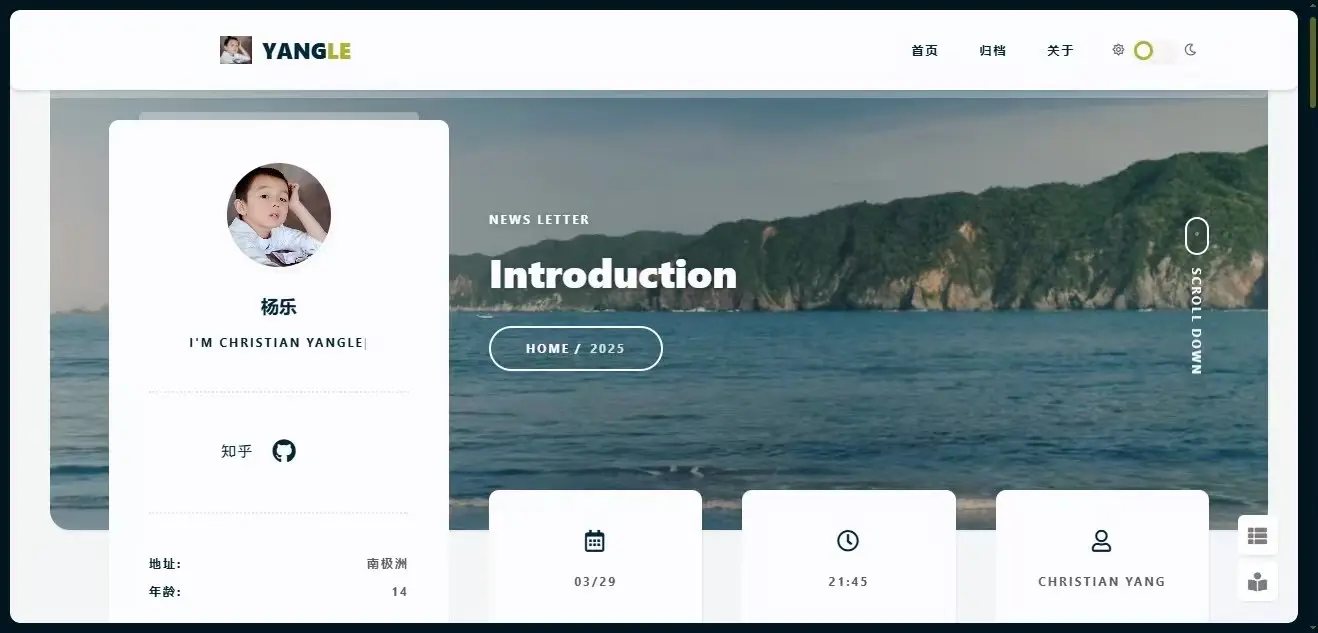 YANGLE
首页 归档 关于
杨乐
I'M CHRISTIAN YANGLE
知乎
地址: 南极洲
年龄: 14
NEWS LETTER
Introduction
HOME / 2025
SCROLL DOWN
03/29
21:45
CHRISTIAN YANG